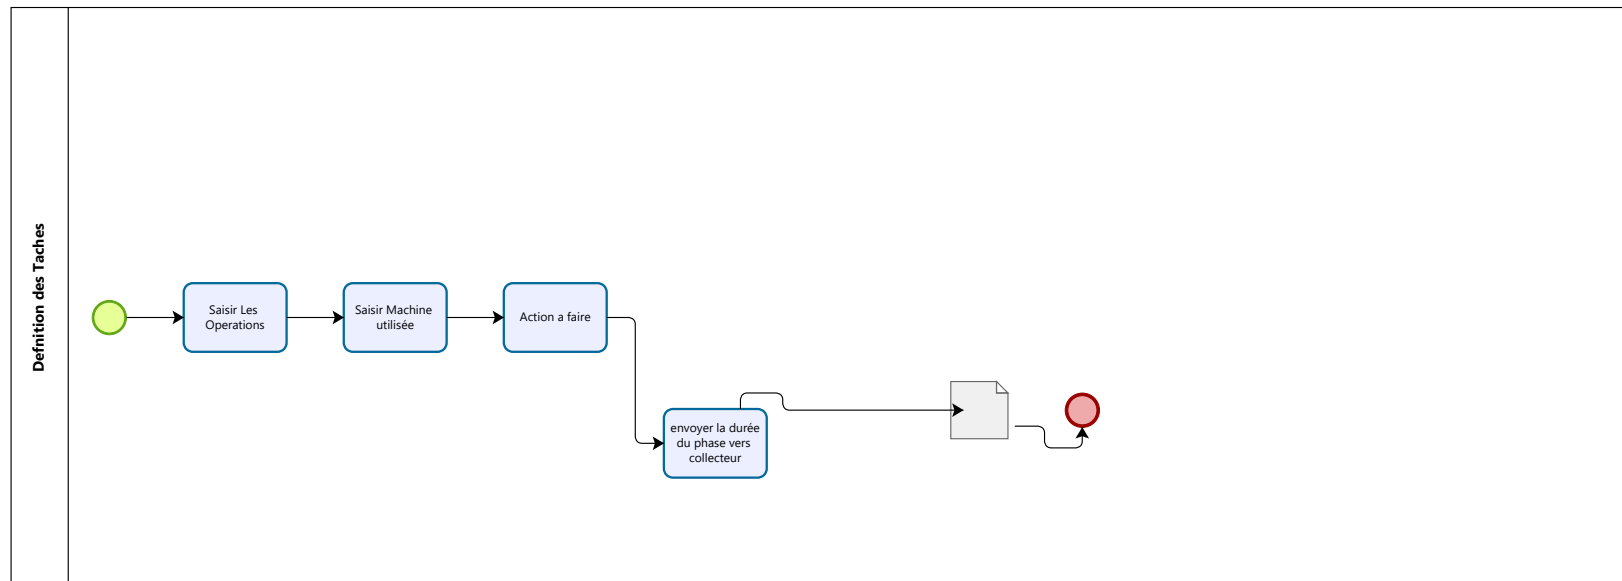 Defnition des Taches
Saisir Les
Operations
Saisir Machine
utilisée
Action a faire
envoyer la durée
du phase vers
collecteur